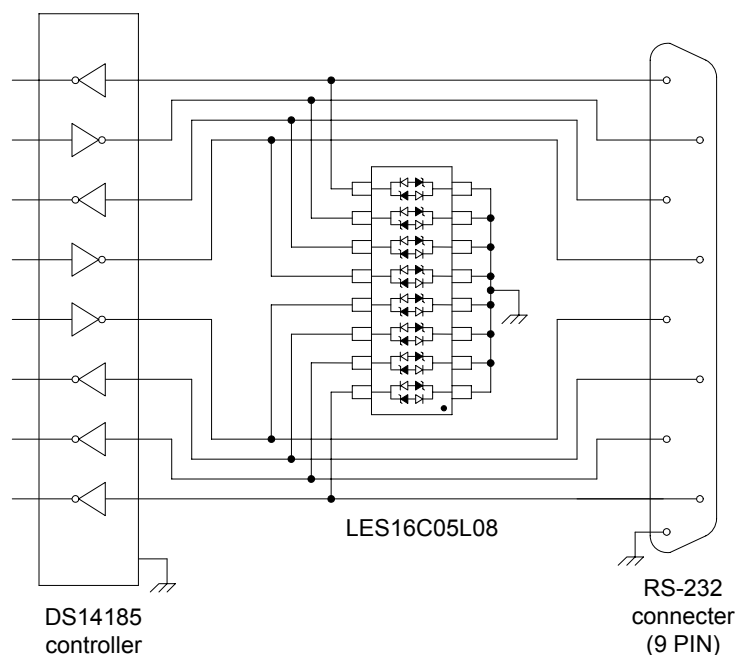 LES16C05L08
DS14185
controller
RS-232
connecter
(9 PIN)